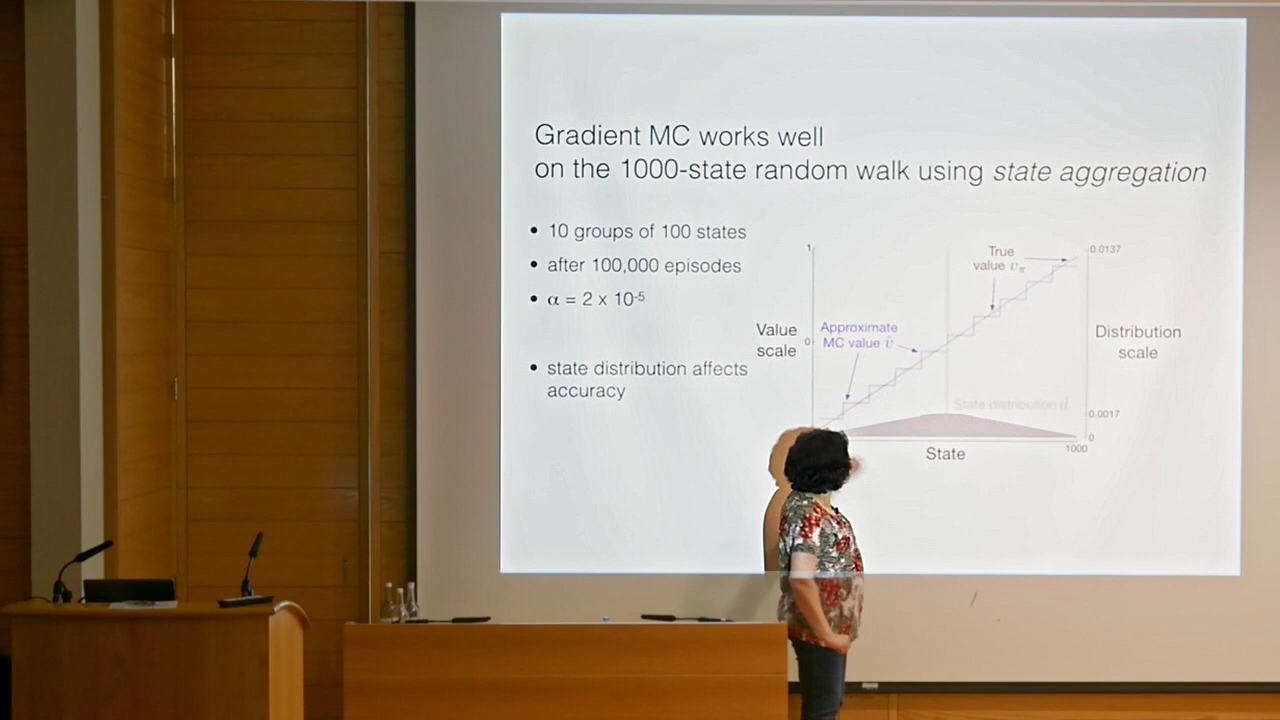 Gradient MC works well
on the 1000-state random walk using state aggregation
• 10 groups of 100 states
• after 100,000 episodes
• α = 2 x 10⁻⁵
• state distribution affects
accuracy
1
True
value vπ
0.0137
Value
scale
0
Approximate
MC value v̂
Distribution
scale
State distribution d
0.0017
0
State
1000